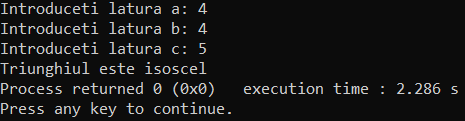 Introduceti latura a: 4
Introduceti latura b: 4
Introduceti latura c: 5
Triunghiul este isoscel
Process returned 0 (0x0)   execution time : 2.286 s
Press any key to continue.